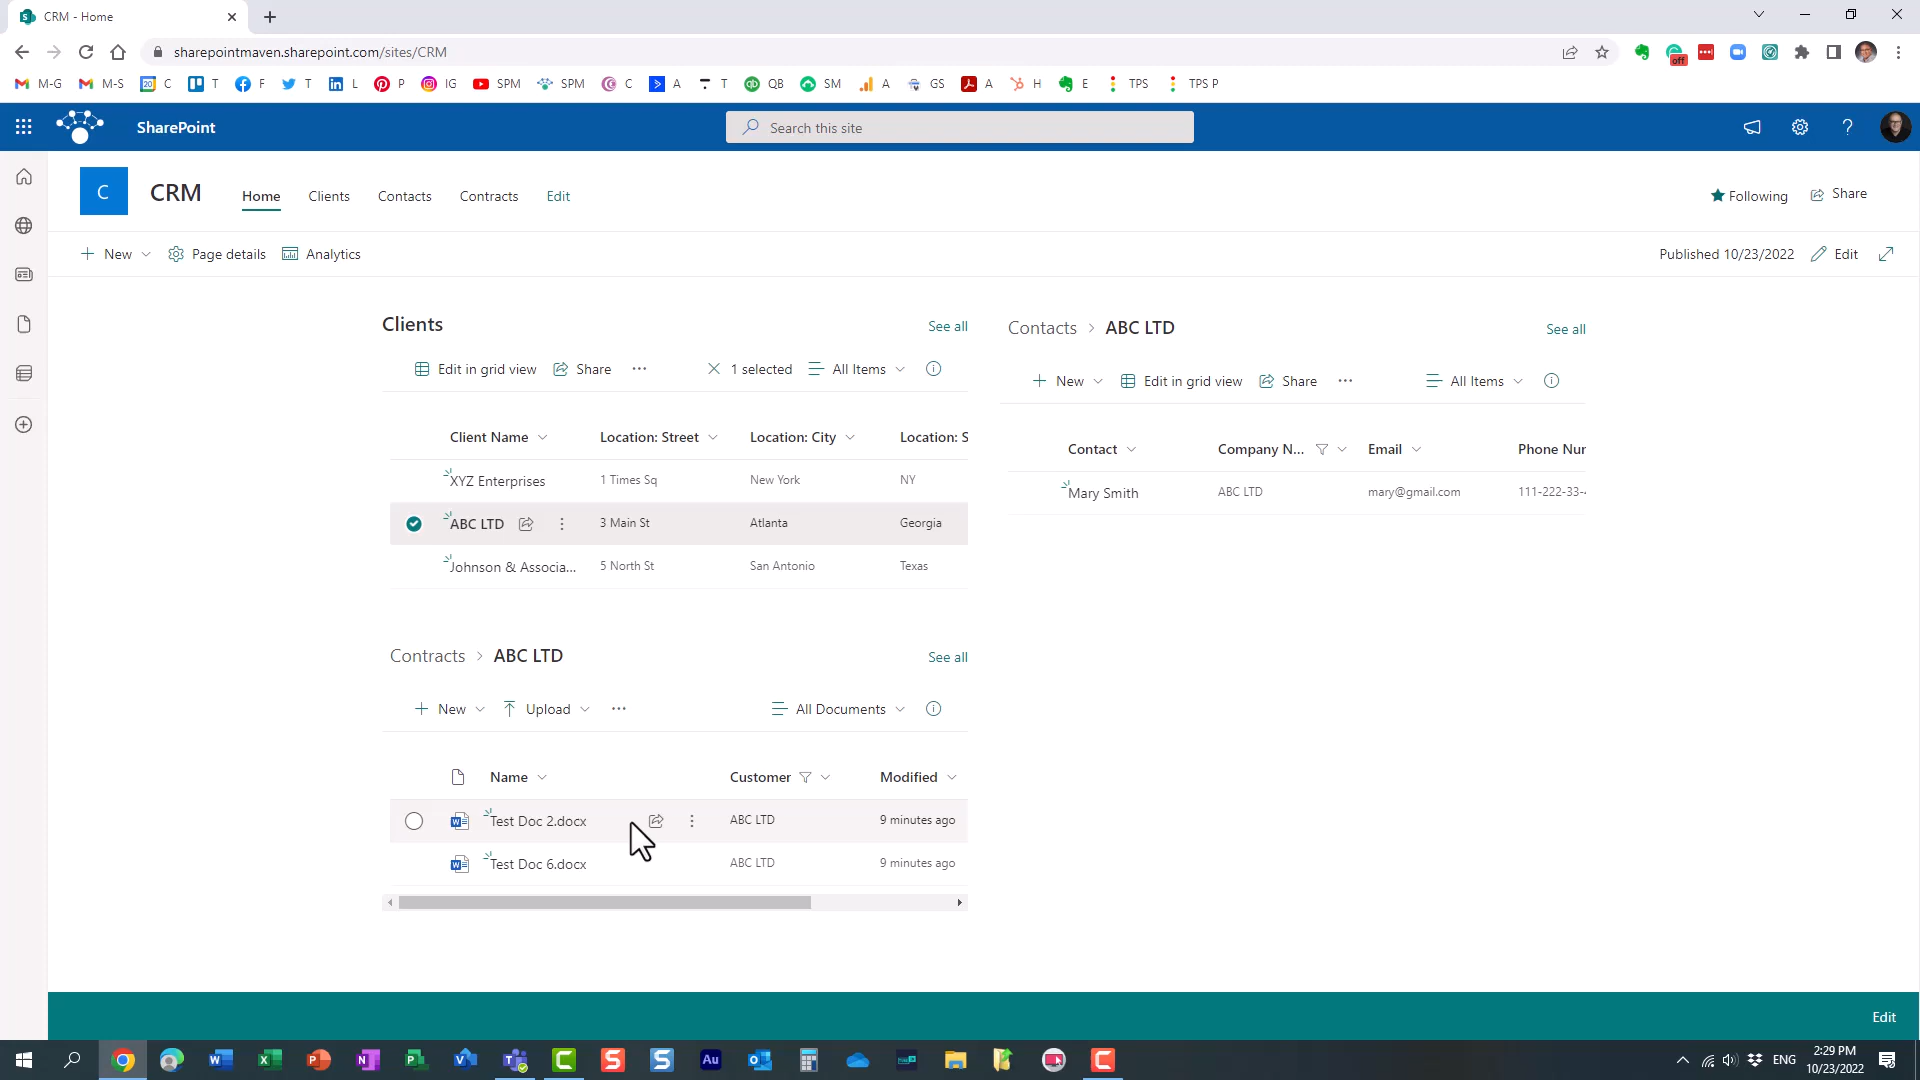 CRM - Home
sharepointmaven.sharepoint.com/sites/CRM
off
M-G M-S C T F T L P IG SPM SPM C A T QB SM A GS A H E TPS TPS P
SharePoint
Search this site
C CRM Home Clients Contacts Contracts Edit
Following Share
New Page details Analytics
Published 10/23/2022 Edit
Clients See all
Edit in grid view Share 1 selected All Items
Client Name Location: Street Location: City Location: S
XYZ Enterprises 1 Times Sq New York NY
ABC LTD 3 Main St Atlanta Georgia
Johnson & Associa... 5 North St San Antonio Texas
Contacts > ABC LTD See all
New Edit in grid view Share All Items
Contact Company N... Email Phone Nur
Mary Smith ABC LTD mary@gmail.com 111-222-33-
Contracts > ABC LTD See all
New Upload All Documents
Name Customer Modified
Test Doc 2.docx ABC LTD 9 minutes ago
Test Doc 6.docx ABC LTD 9 minutes ago
Edit
ENG
2:29 PM
10/23/2022